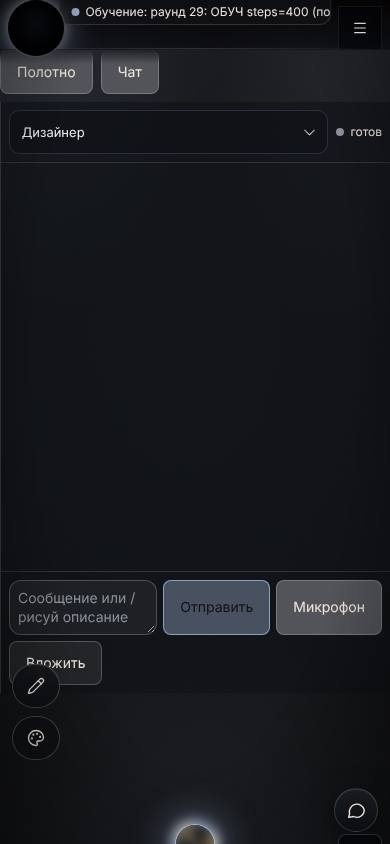 Обучение: раунд 29: ОБУЧ steps=400 (по
Полотно Чат
Дизайнер
готов
Сообщение или /
рисуй описание
Отправить
Микрофон
Вложить